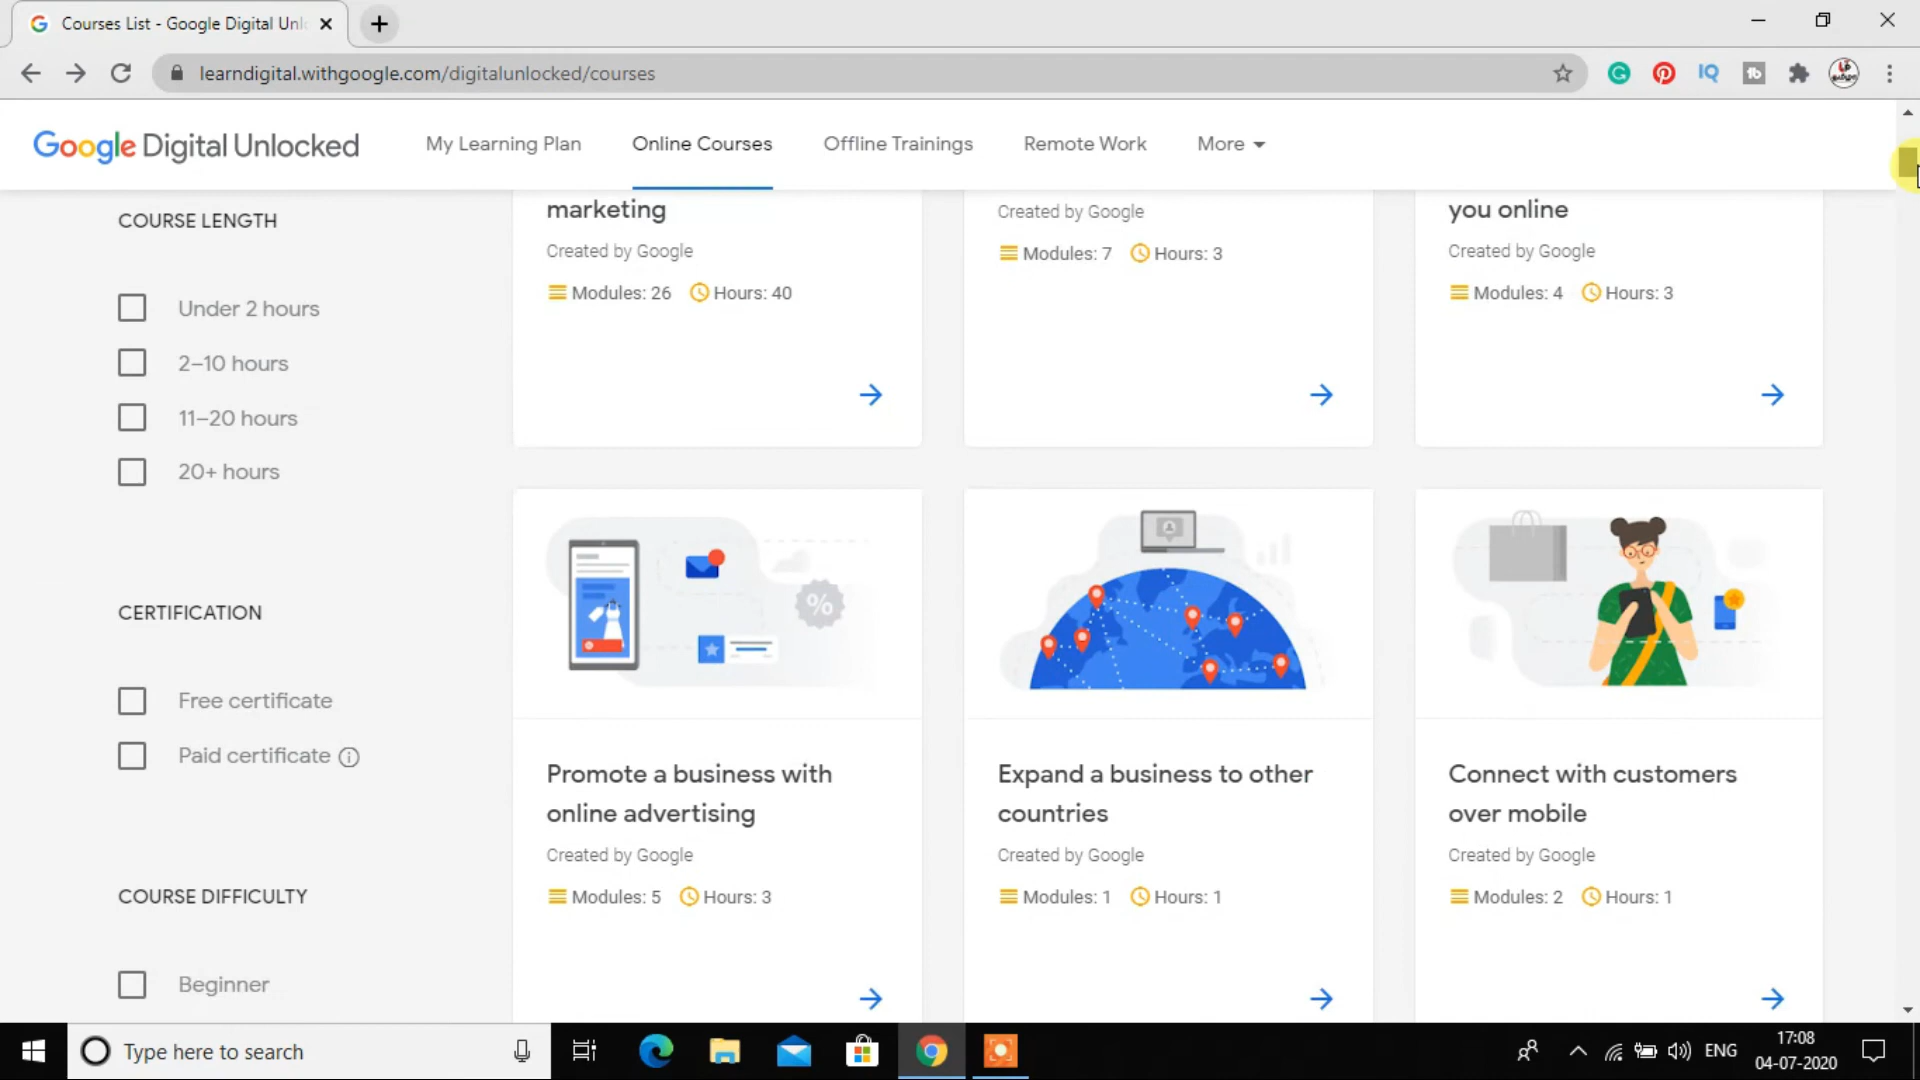 Courses List - Google Digital Unl
learndigital.withgoogle.com/digitalunlocked/courses
Google Digital Unlocked
My Learning Plan
Online Courses
Offline Trainings
Remote Work
More
COURSE LENGTH
Under 2 hours
2–10 hours
11–20 hours
20+ hours
CERTIFICATION
Free certificate
Paid certificate
COURSE DIFFICULTY
Beginner
marketing
Created by Google
Modules: 26 Hours: 40
Created by Google
Modules: 7 Hours: 3
you online
Created by Google
Modules: 4 Hours: 3
%
Promote a business with
online advertising
Created by Google
Modules: 5 Hours: 3
Expand a business to other
countries
Created by Google
Modules: 1 Hours: 1
Connect with customers
over mobile
Created by Google
Modules: 2 Hours: 1
Type here to search
ENG
17:08
04-07-2020